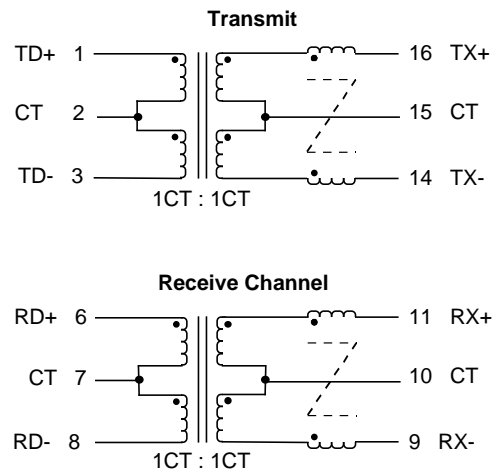 Transmit
TD+ 1 16 TX+
CT 2 15 CT
TD- 3 14 TX-
1CT : 1CT
Receive Channel
RD+ 6 11 RX+
CT 7 10 CT
RD- 8 9 RX-
1CT : 1CT